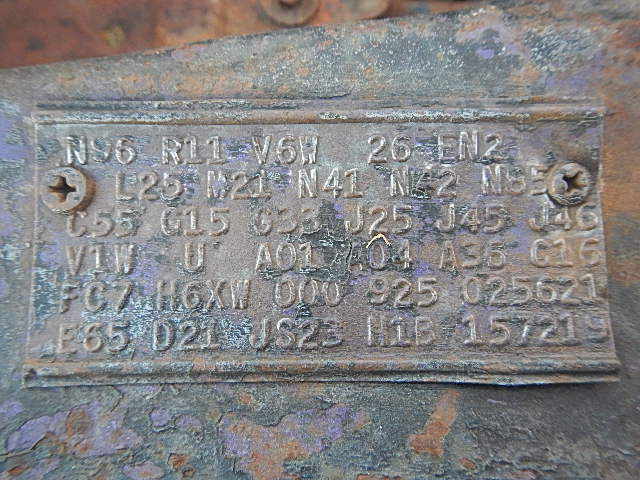 N96 R11 V6W 26 EN2
L25 M21 N41 N42 N85
C55 G15 G33 J25 J45 J46
V1W U A01 A04 A36 C16
FC7 H6XW 000 925 025621
E65 D21 JS23 H1B 157219